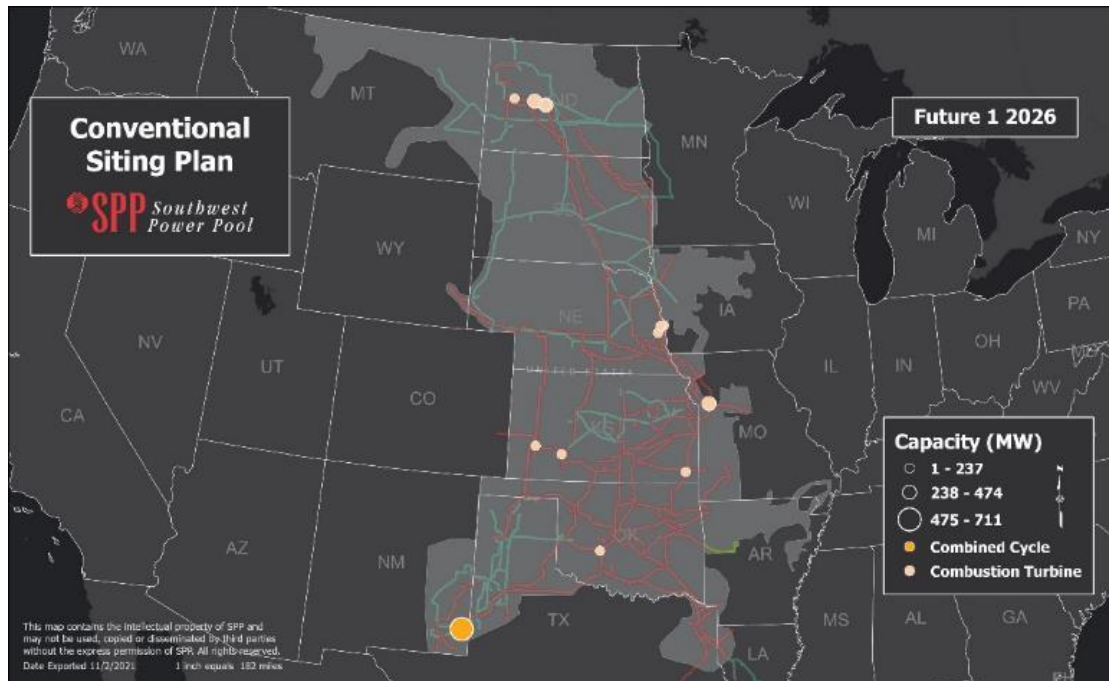 Conventional
Siting Plan
SPP Southwest
Power Pool
Future 1 2026
WA
MT
ND
MN
WI
MI
NY
WY
IA
PA
NE
NV
UT
IL
IN
OH
MD
WV
UNITED STATES
CA
CO
KS
MO
AZ
NM
OK
AR
TX
MS
AL
GA
LA
Capacity (MW)
1 - 237
238 - 474
475 - 711
Combined Cycle
Combustion Turbine
This map contains the intellectual property of SPP and
may not be used, copied or disseminated by third parties
without the express permission of SPP. All rights reserved.
Date Exported 11/2/2021 1 inch equals 182 miles